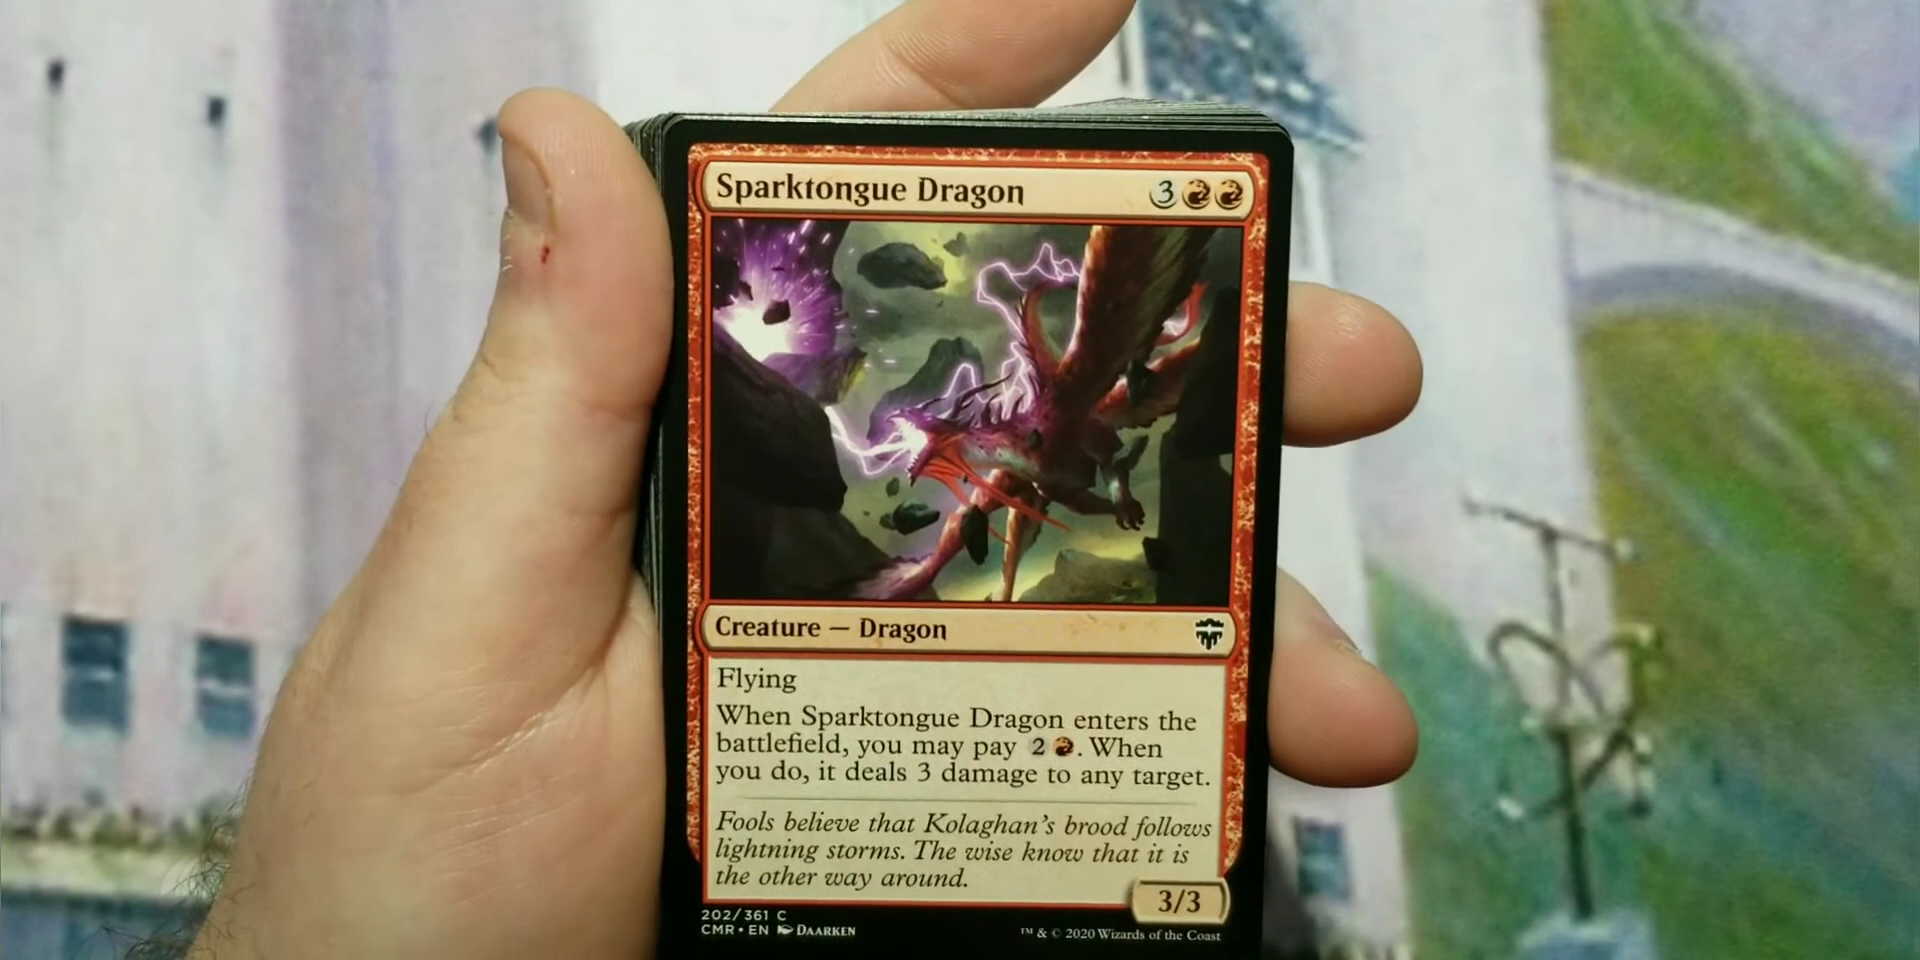 Sparktongue Dragon 3
Creature — Dragon
Flying
When Sparktongue Dragon enters the
battlefield, you may pay 2. When
you do, it deals 3 damage to any target.
Fools believe that Kolaghan's brood follows
lightning storms. The wise know that it is
the other way around.
3/3
202/361 C
CMR • EN DAARKEN
™ & © 2020 Wizards of the Coast